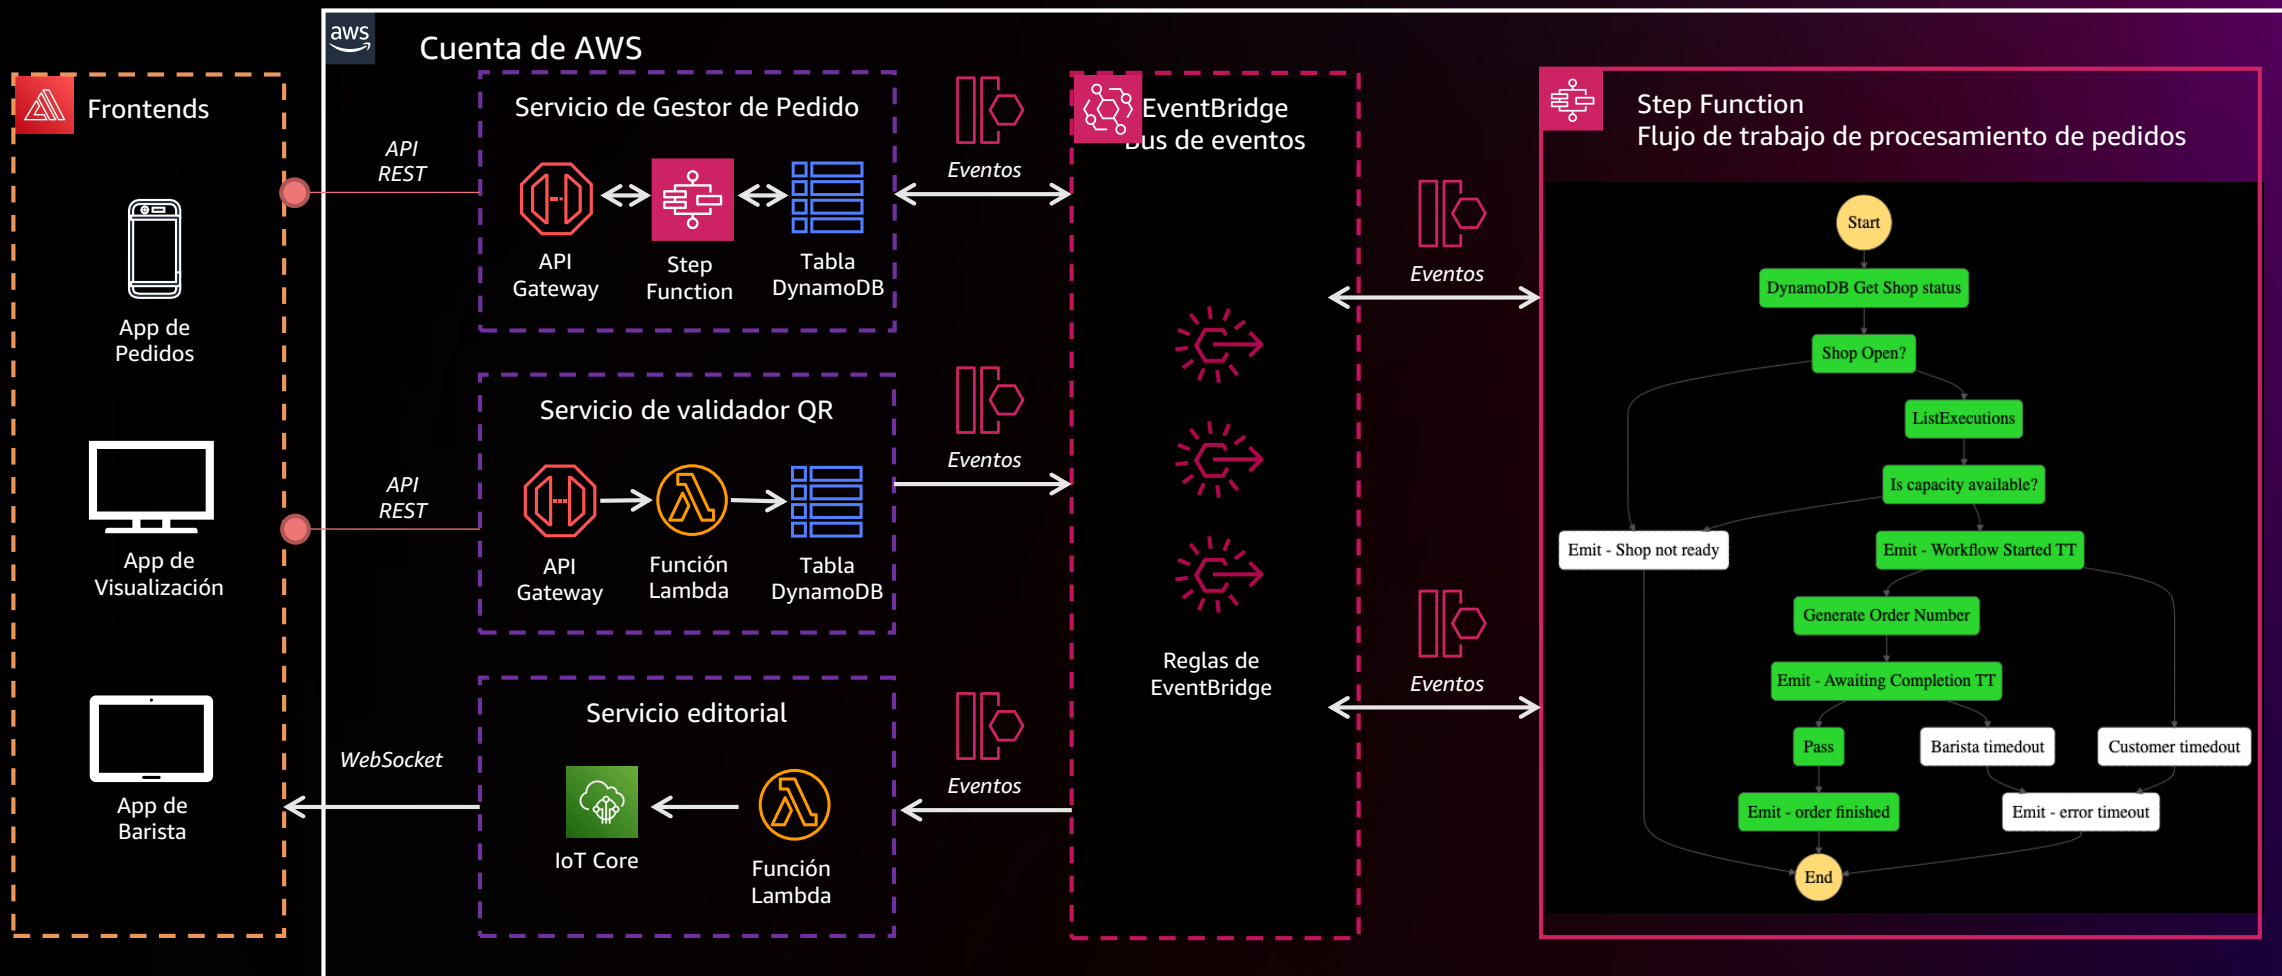 aws
Cuenta de AWS
Frontends
App de
Pedidos
App de
Visualización
App de
Barista
API
REST
API
REST
WebSocket
Servicio de Gestor de Pedido
API
Gateway
Step
Function
Tabla
DynamoDB
Servicio de validador QR
API
Gateway
Función
Lambda
Tabla
DynamoDB
Servicio editorial
IoT Core
Función
Lambda
Eventos
Eventos
Eventos
EventBridge
Bus de eventos
Reglas de
EventBridge
Eventos
Eventos
Step Function
Flujo de trabajo de procesamiento de pedidos
Start
DynamoDB Get Shop status
Shop Open?
ListExecutions
Is capacity available?
Emit - Shop not ready
Emit - Workflow Started TT
Generate Order Number
Emit - Awaiting Completion TT
Pass
Barista timedout
Customer timedout
Emit - order finished
Emit - error timeout
End